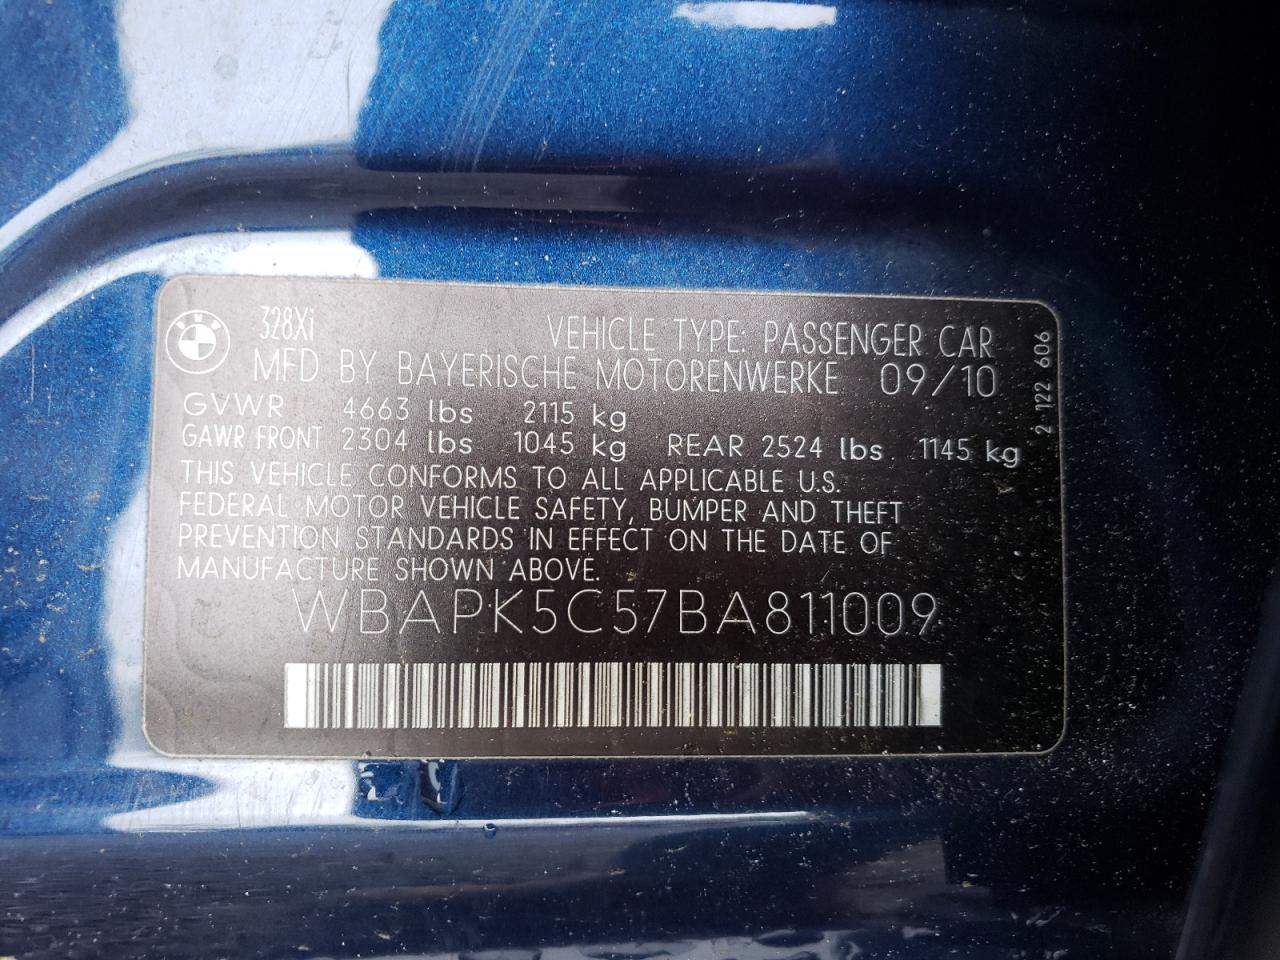 328Xi VEHICLE TYPE: PASSENGER CAR
MFD BY BAYERISCHE MOTORENWERKE 09/10
GVWR 4663 lbs 2115 kg
GAWR FRONT 2304 lbs 1045 kg REAR 2524 lbs 1145 kg
THIS VEHICLE CONFORMS TO ALL APPLICABLE U.S.
FEDERAL MOTOR VEHICLE SAFETY, BUMPER AND THEFT
PREVENTION STANDARDS IN EFFECT ON THE DATE OF
MANUFACTURE SHOWN ABOVE.
WBAPK5C57BA811009
2 122 606